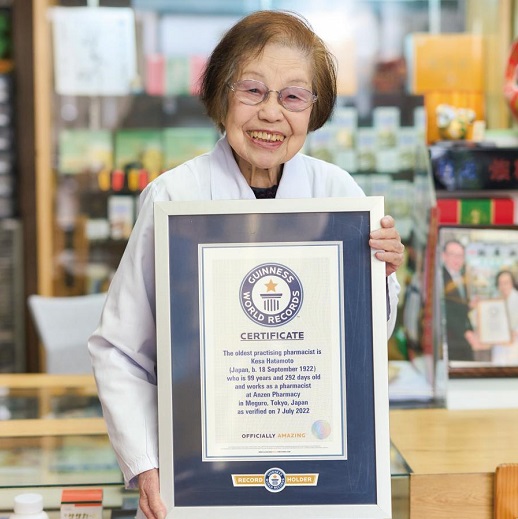 GUINNESS
WORLD
RECORDS
CERTIFICATE
The oldest practising pharmacist is
Kesa Hatamoto
(Japan, b. 18 September 1922)
who is 99 years and 292 days old
and works as a pharmacist
at Anzen Pharmacy
in Meguro, Tokyo, Japan
as verified on 7 July 2022
OFFICIALLY AMAZING
RECORD HOLDER